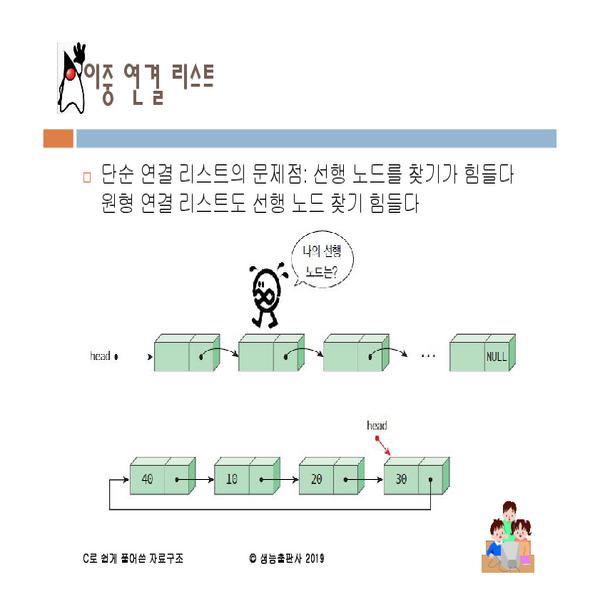 이중 연결 리스트
단순 연결 리스트의 문제점: 선행 노드를 찾기가 힘들다
원형 연결 리스트도 선행 노드 찾기 힘들다
나의 선행
노드는?
head
...
NULL
head
40 10 20 30
C로 쉽게 풀어쓴 자료구조 © 생능출판사 2019